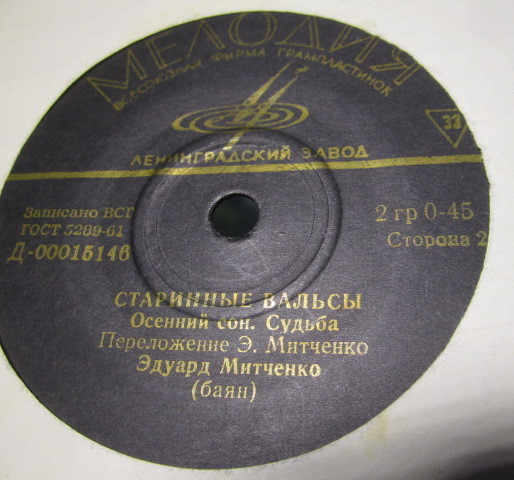 МЕЛОДИЯ
ВСЕСОЮЗНАЯ ФИРМА ГРАМПЛАСТИНОК
33
ЛЕНИНГРАДСКИЙ ЗАВОД
Записано ВСГ
ГОСТ 5289-61
Д-00015146
2 гр 0-45
Сторона 2
СТАРИННЫЕ ВАЛЬСЫ
Осенний сон. Судьба
Переложение Э. Митченко
Эдуард Митченко
(баян)